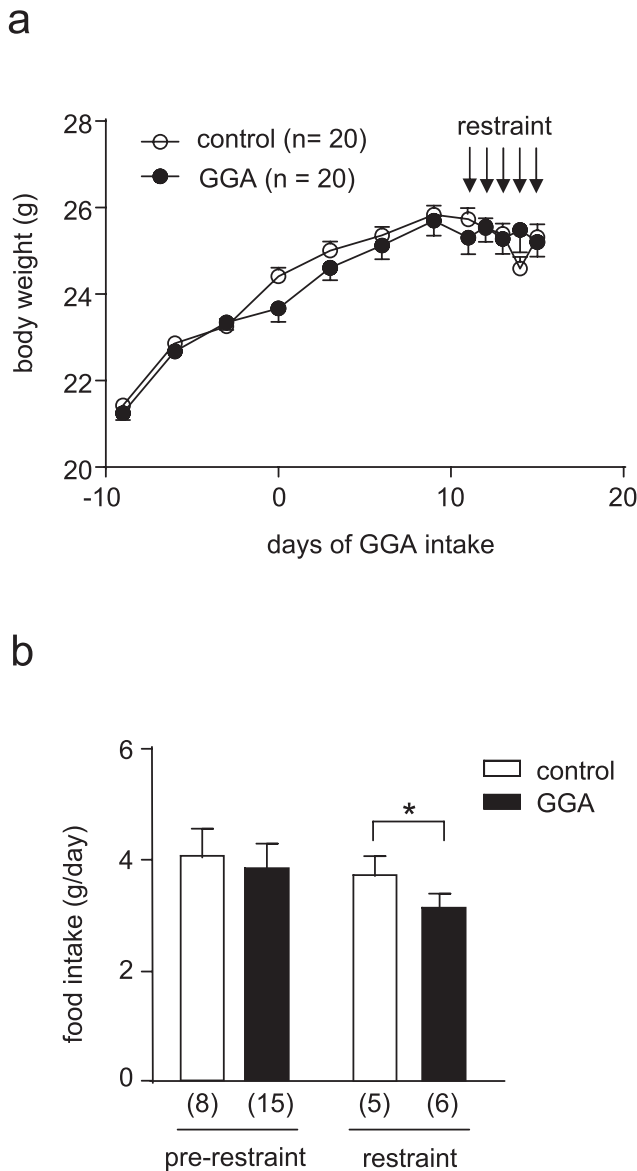 a
28
26
24
22
20
body weight (g)
control (n= 20)
GGA (n = 20)
restraint
-10
0
10
20
days of GGA intake
b
6
4
2
0
food intake (g/day)
control
GGA
*
(8)
(15)
(5)
(6)
pre-restraint
restraint